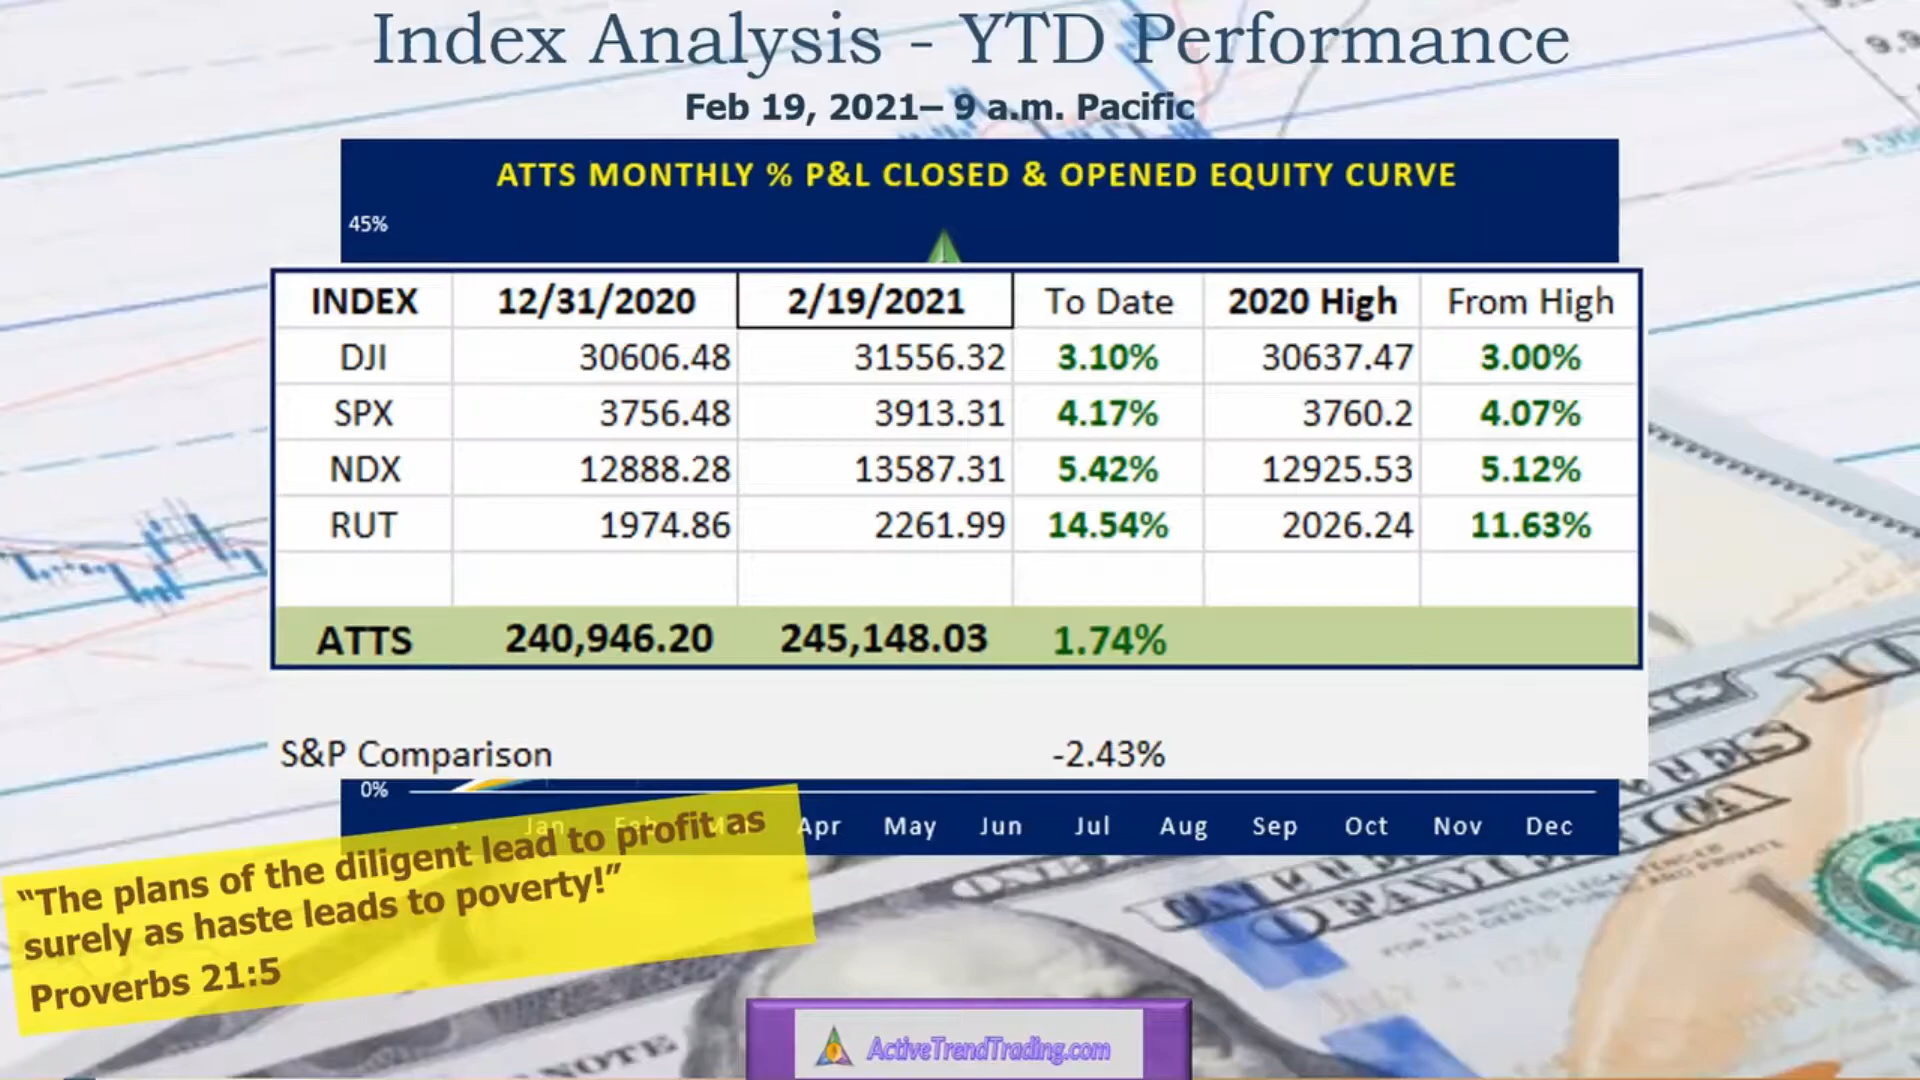 Index Analysis - YTD Performance
Feb 19, 2021– 9 a.m. Pacific
ATTS MONTHLY % P&L CLOSED & OPENED EQUITY CURVE
45%
INDEX 12/31/2020 2/19/2021 To Date 2020 High From High
DJI 30606.48 31556.32 3.10% 30637.47 3.00%
SPX 3756.48 3913.31 4.17% 3760.2 4.07%
NDX 12888.28 13587.31 5.42% 12925.53 5.12%
RUT 1974.86 2261.99 14.54% 2026.24 11.63%
ATTS 240,946.20 245,148.03 1.74%
S&P Comparison -2.43%
0%
- Jan Feb Mar Apr May Jun Jul Aug Sep Oct Nov Dec
“The plans of the diligent lead to profit as
surely as haste leads to poverty!”
Proverbs 21:5
ActiveTrendTrading.com
NOTE